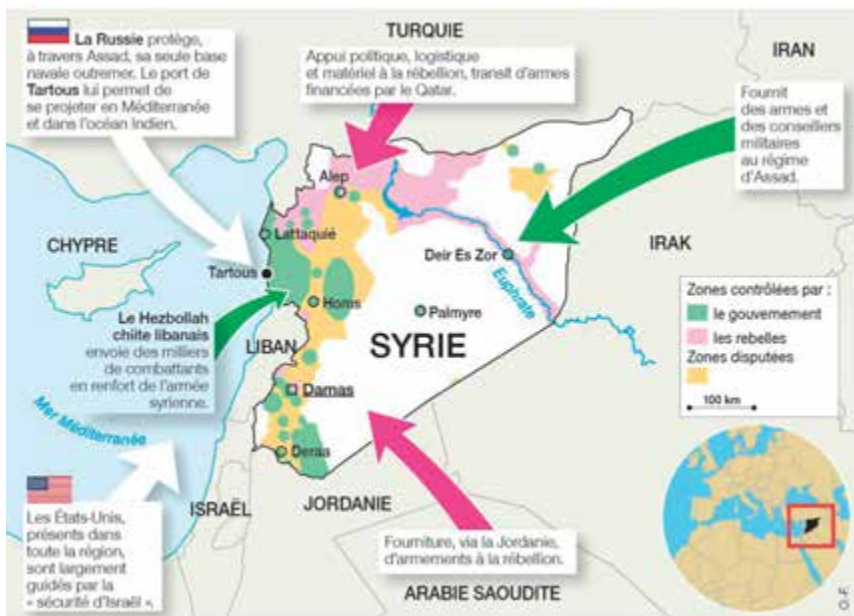 La Russie protège,
à travers Assad, sa seule base
navale outremer. Le port de
Tartous lui permet de
se projeter en Méditerranée
et dans l'océan Indien.
TURQUIE
Appui politique, logistique
et matériel à la rébellion, transit d'armes
financées par le Qatar.
IRAN
Fournit
des armes et
des conseillers
militaires
au régime
d'Assad.
Alep
CHYPRE
Lattaquié
Tartous
Deir Es Zor
IRAK
Euphrate
Homs
Palmyre
Le Hezbollah
chiite libanais
envoie des milliers
de combattants
en renfort de l'armée
syrienne.
LIBAN
SYRIE
Zones contrôlées par :
le gouvernement
les rebelles
Zones disputées
100 km
Damas
Mer Méditerranée
Deraa
ISRAËL
JORDANIE
Les États-Unis,
présents dans
toute la région,
sont largement
guidés par la
« sécurité d'Israël ».
Fourniture, via la Jordanie,
d'armements à la rébellion.
ARABIE SAOUDITE
O.F.